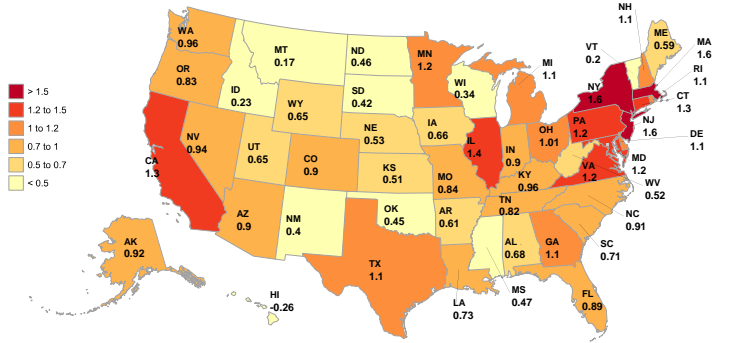 NH
1.1
WA
0.96
MT
0.17
ND
0.46
MN
1.2
VT
0.2
ME
0.59
MA
1.6
MI
1.1
RI
1.1
OR
0.83
ID
0.23
SD
0.42
WI
0.34
NY
1.6
CT
1.3
> 1.5
1.2 to 1.5
1 to 1.2
0.7 to 1
0.5 to 0.7
< 0.5
WY
0.65
IA
0.66
PA
1.2
NJ
1.6
NV
0.94
NE
0.53
IL
1.4
IN
0.9
OH
1.01
DE
1.1
CA
1.3
UT
0.65
CO
0.9
KS
0.51
MO
0.84
KY
0.96
VA
1.2
MD
1.2
WV
0.52
AZ
0.9
NM
0.4
OK
0.45
AR
0.61
TN
0.82
NC
0.91
AK
0.92
TX
1.1
AL
0.68
GA
1.1
SC
0.71
HI
-0.26
LA
0.73
MS
0.47
FL
0.89